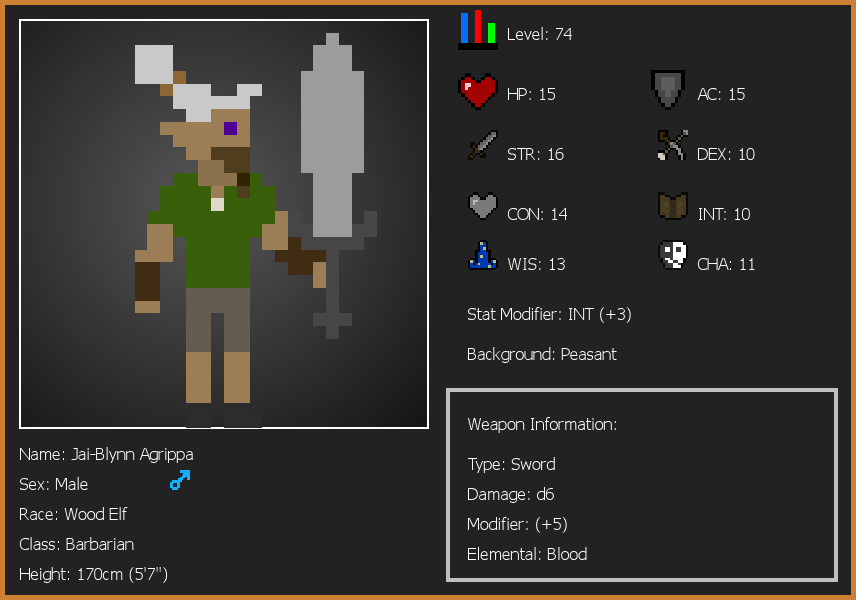 Level: 74
HP: 15
AC: 15
STR: 16
DEX: 10
CON: 14
INT: 10
WIS: 13
CHA: 11
Stat Modifier: INT (+3)
Background: Peasant
Weapon Information:
Type: Sword
Damage: d6
Modifier: (+5)
Elemental: Blood
Name: Jai-Blynn Agrippa
Sex: Male
Race: Wood Elf
Class: Barbarian
Height: 170cm (5'7")